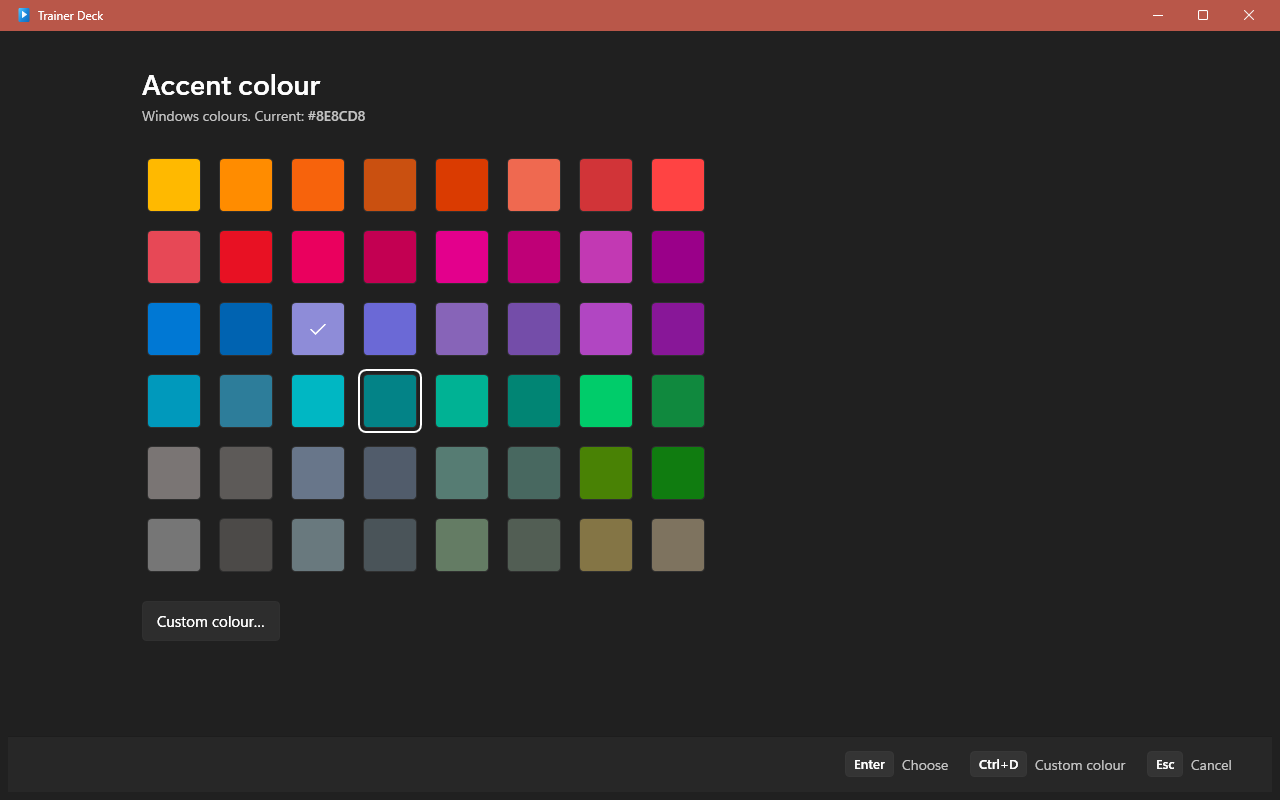 Trainer Deck
Accent colour
Windows colours. Current: #8E8CD8
Custom colour...
Enter Choose Ctrl+D Custom colour Esc Cancel